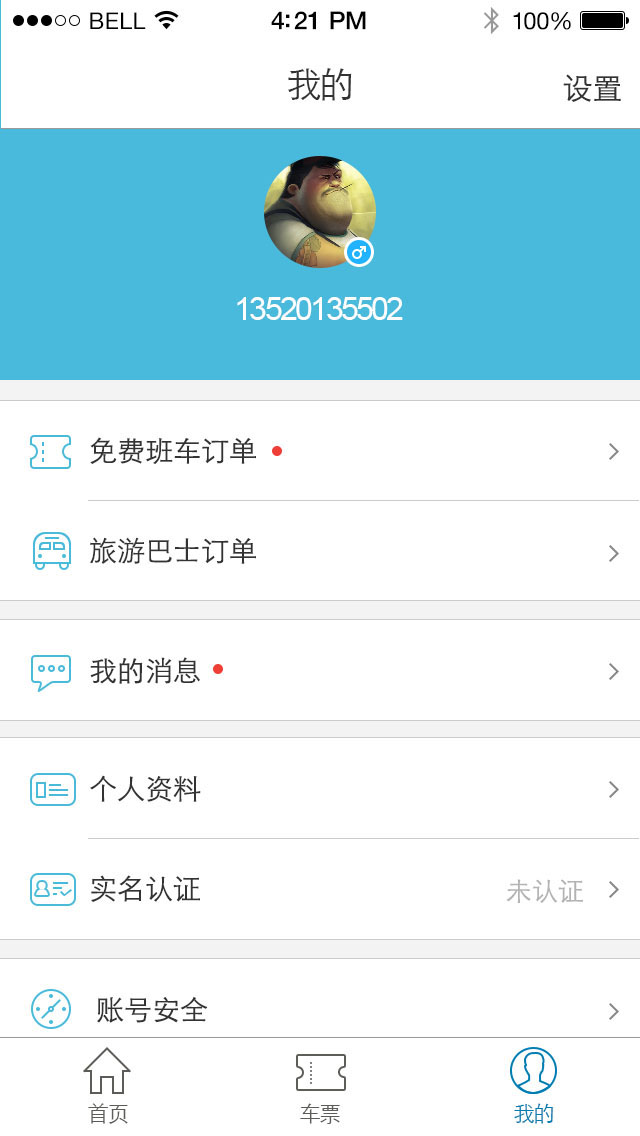 BELL 4:21 PM 100%
我的 设置
13520135502
免费班车订单
旅游巴士订单
我的消息
个人资料
实名认证 未认证
账号安全
首页 车票 我的